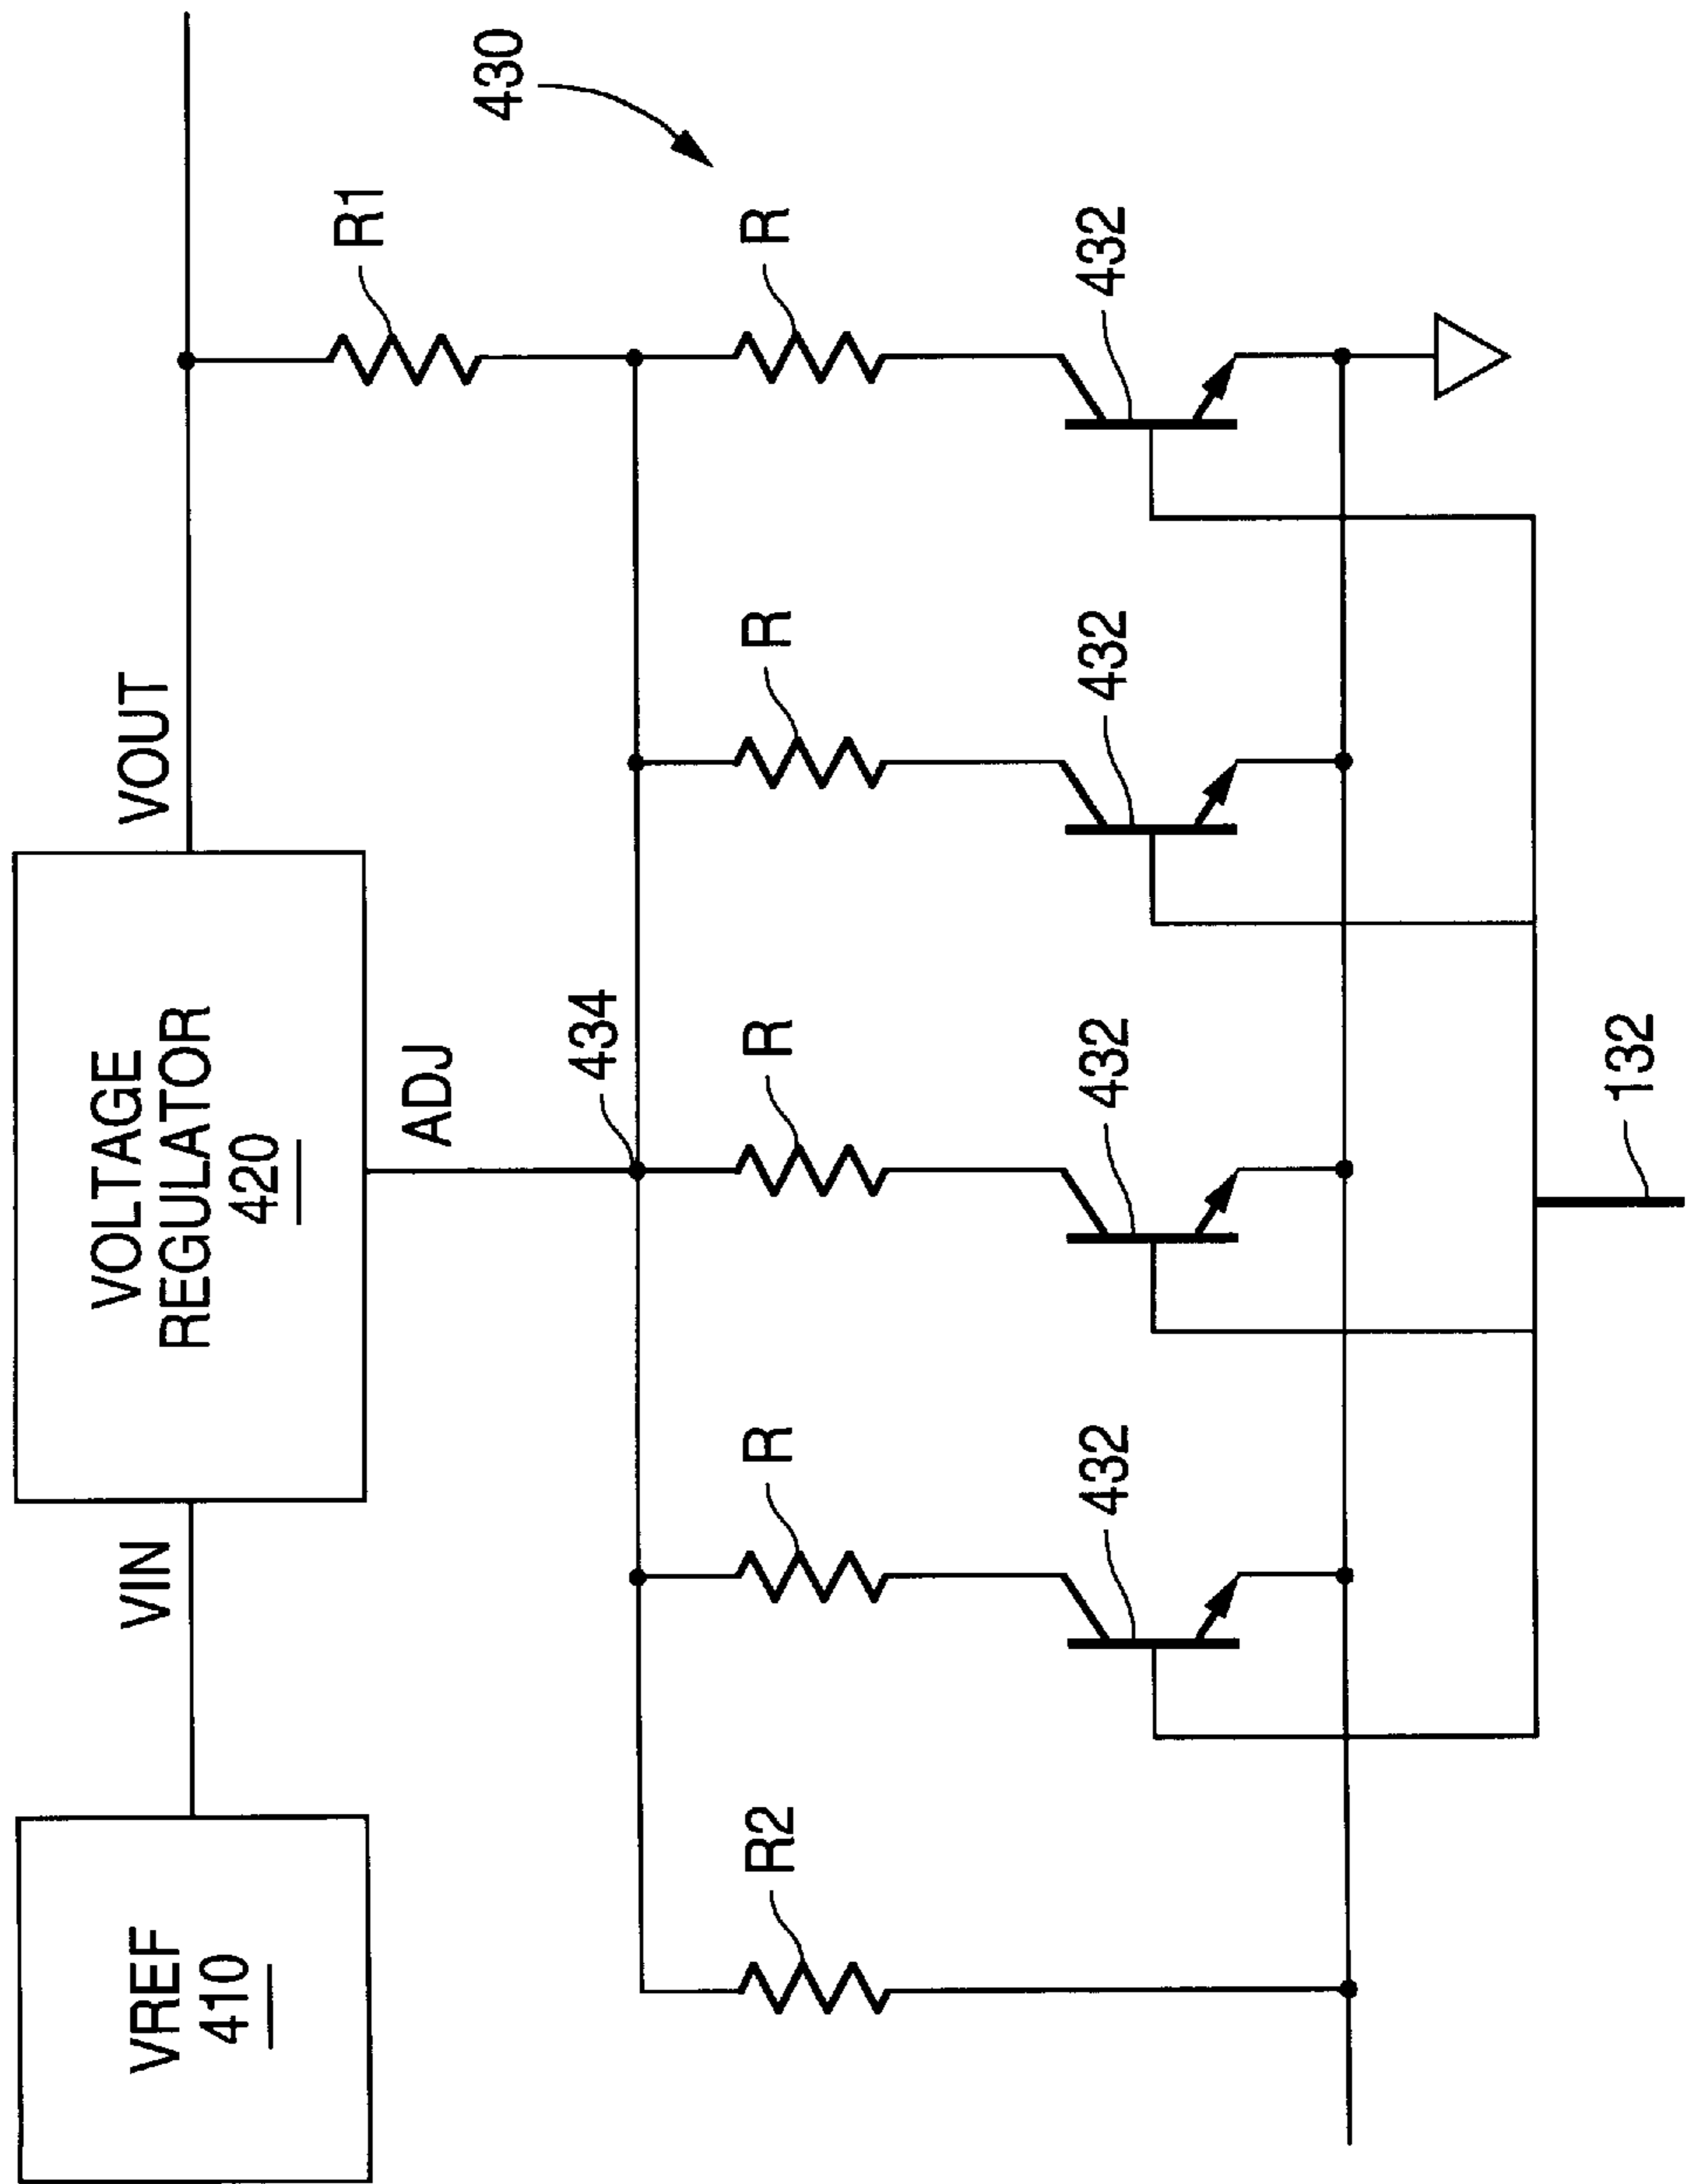 VREF
410
VIN
VOLTAGE
REGULATOR
420
VOUT
ADJ
434
R1
430
R2
R
R
R
R
432
432
432
432
132